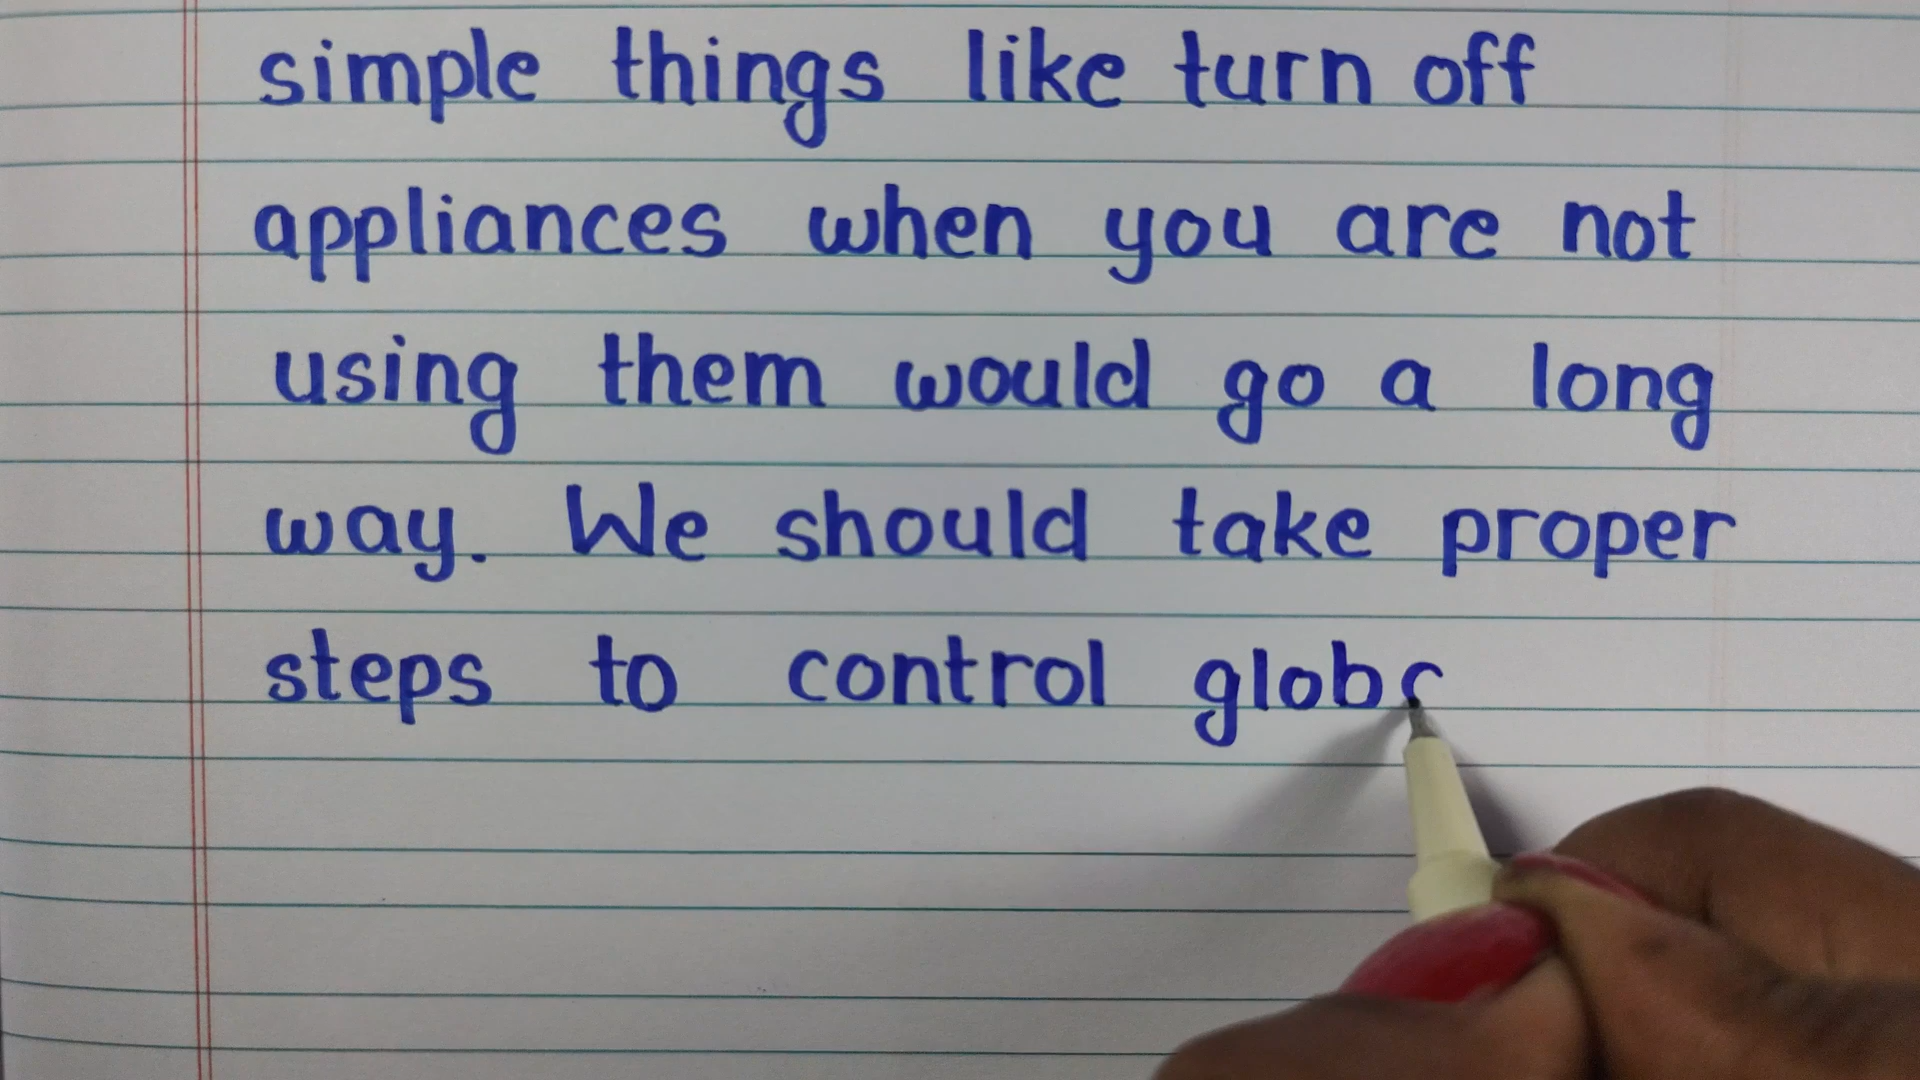 simple things like turn off
appliances when you are not
using them would go a long
way. We should take proper
steps to control